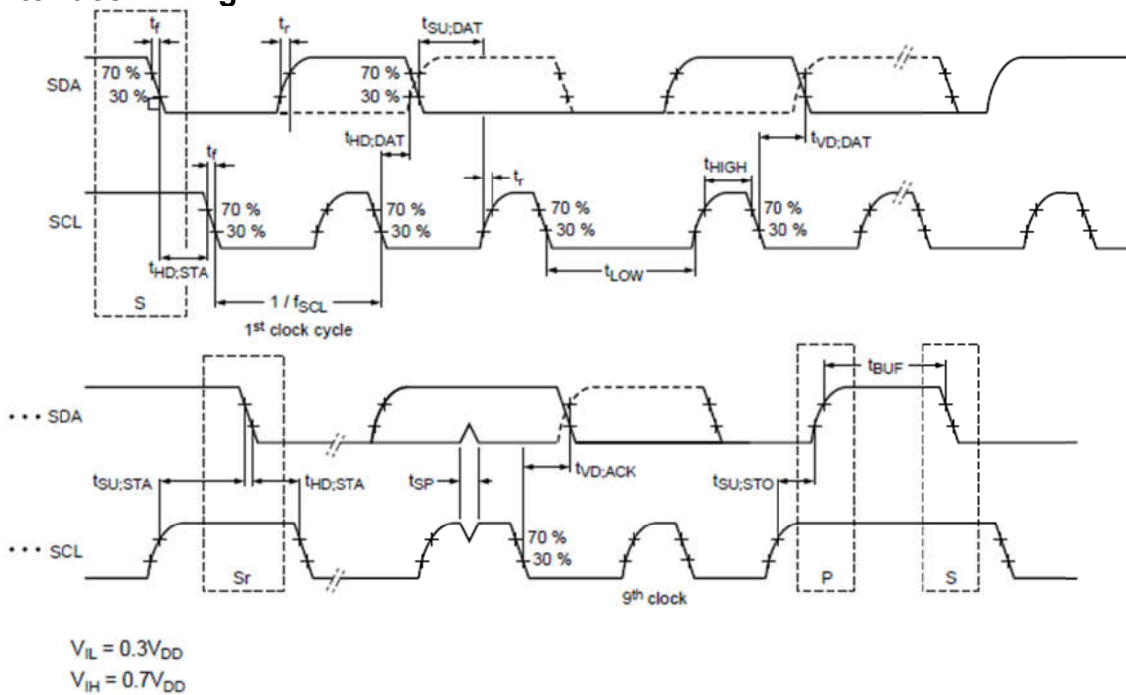 t_f t_r t_SU;DAT
SDA 70 % 30 % 70 % 30 %
t_HD;DAT t_VD;DAT
t_f t_r t_HIGH
SCL 70 % 30 % 70 % 30 % 70 % 30 % 70 % 30 %
t_HD;STA t_LOW
S 1 / f_SCL
1st clock cycle
t_BUF
••• SDA
t_SU;STA t_HD;STA t_SP t_VD;ACK t_SU;STO
••• SCL 70 % 30 %
Sr 9th clock P S
V_IL = 0.3V_DD
V_IH = 0.7V_DD